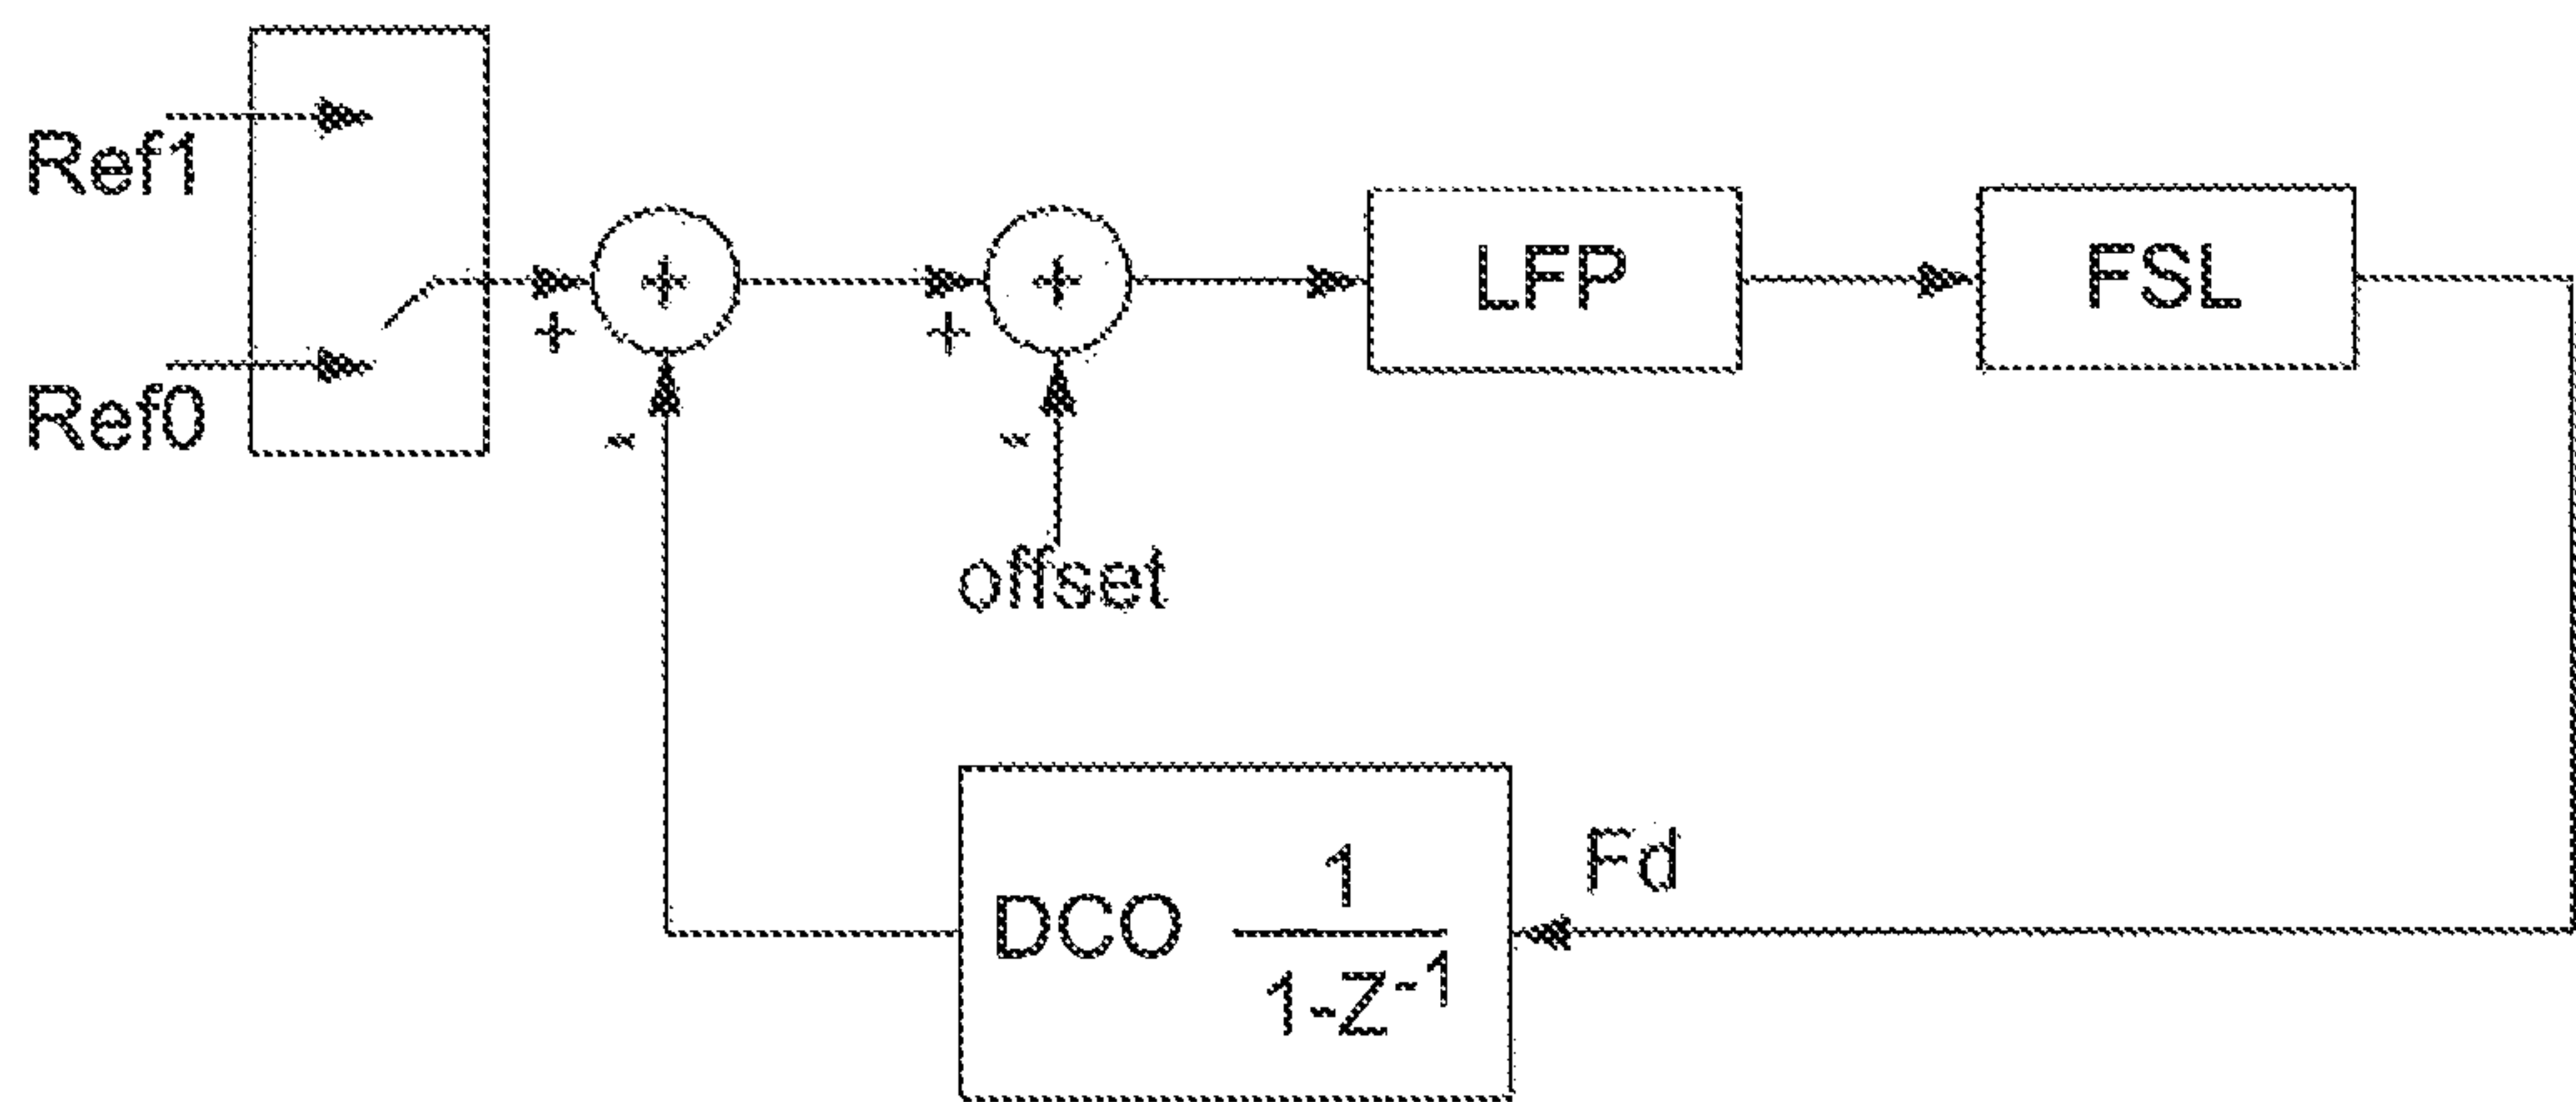 Ref1
Ref0
+
+
-
+
+
-
offset
LFP
FSL
DCO 1
1-Z-1
Fd